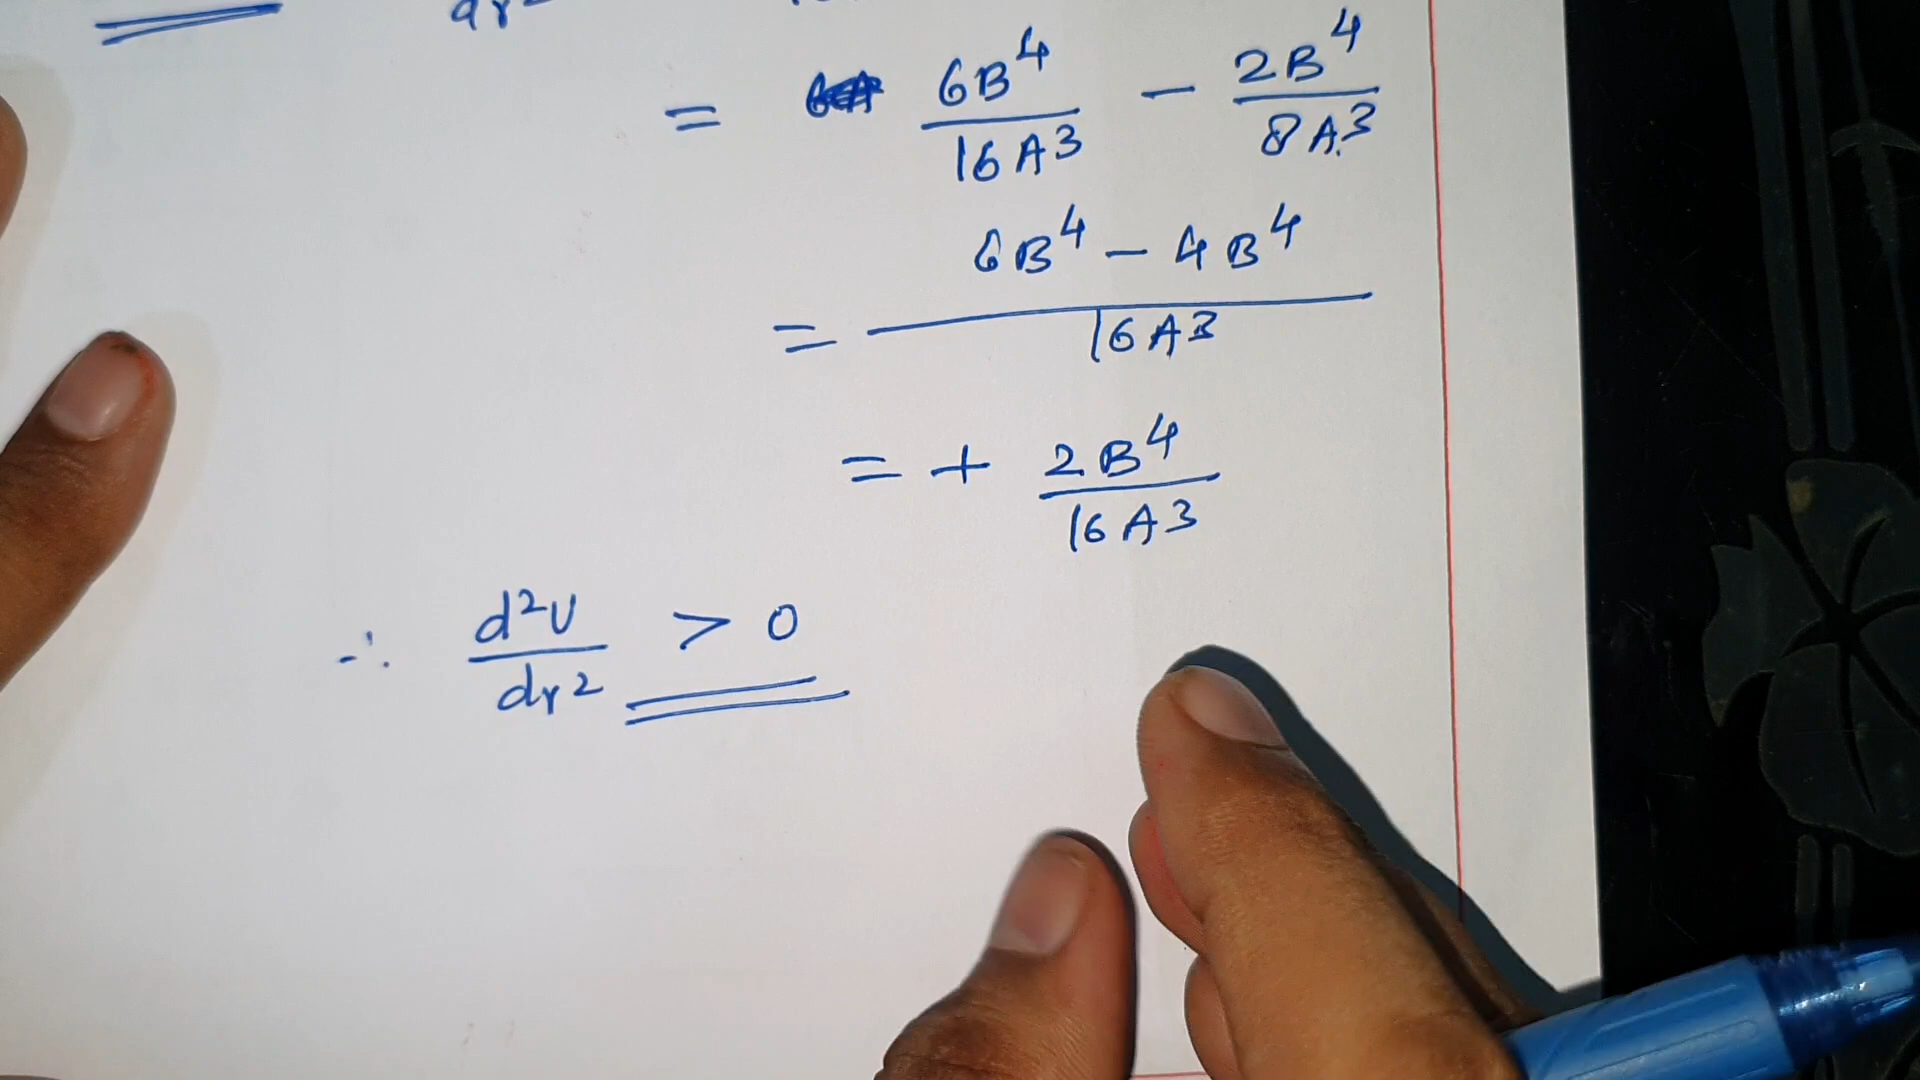 = 6B⁴/16A³ - 2B⁴/8A³
= 6B⁴ - 4B⁴/16A³
= + 2B⁴/16A³
∴ d²U/dr² > 0